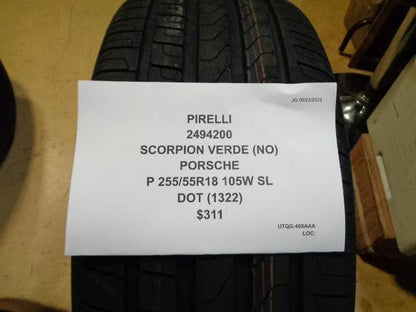 JG 06/23/2023
PIRELLI
2494200
SCORPION VERDE (NO)
PORSCHE
P 255/55R18 105W SL
DOT (1322)
$311
UTQG:400AAA
LOC: